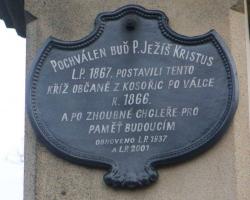 POCHVÁLEN BUĎ P. JEŽÍŠ KRISTUS
L.P. 1867. POSTAVILI TENTO
KŘÍŽ OBČANÉ Z KOSOŘIC PO VÁLCE
R. 1866.
A PO ZHOUBNÉ CHOLEŘE PRO
PAMĚŤ BUDOUCÍM
OBNOVENO L.P. 1937
A L.P. 2001